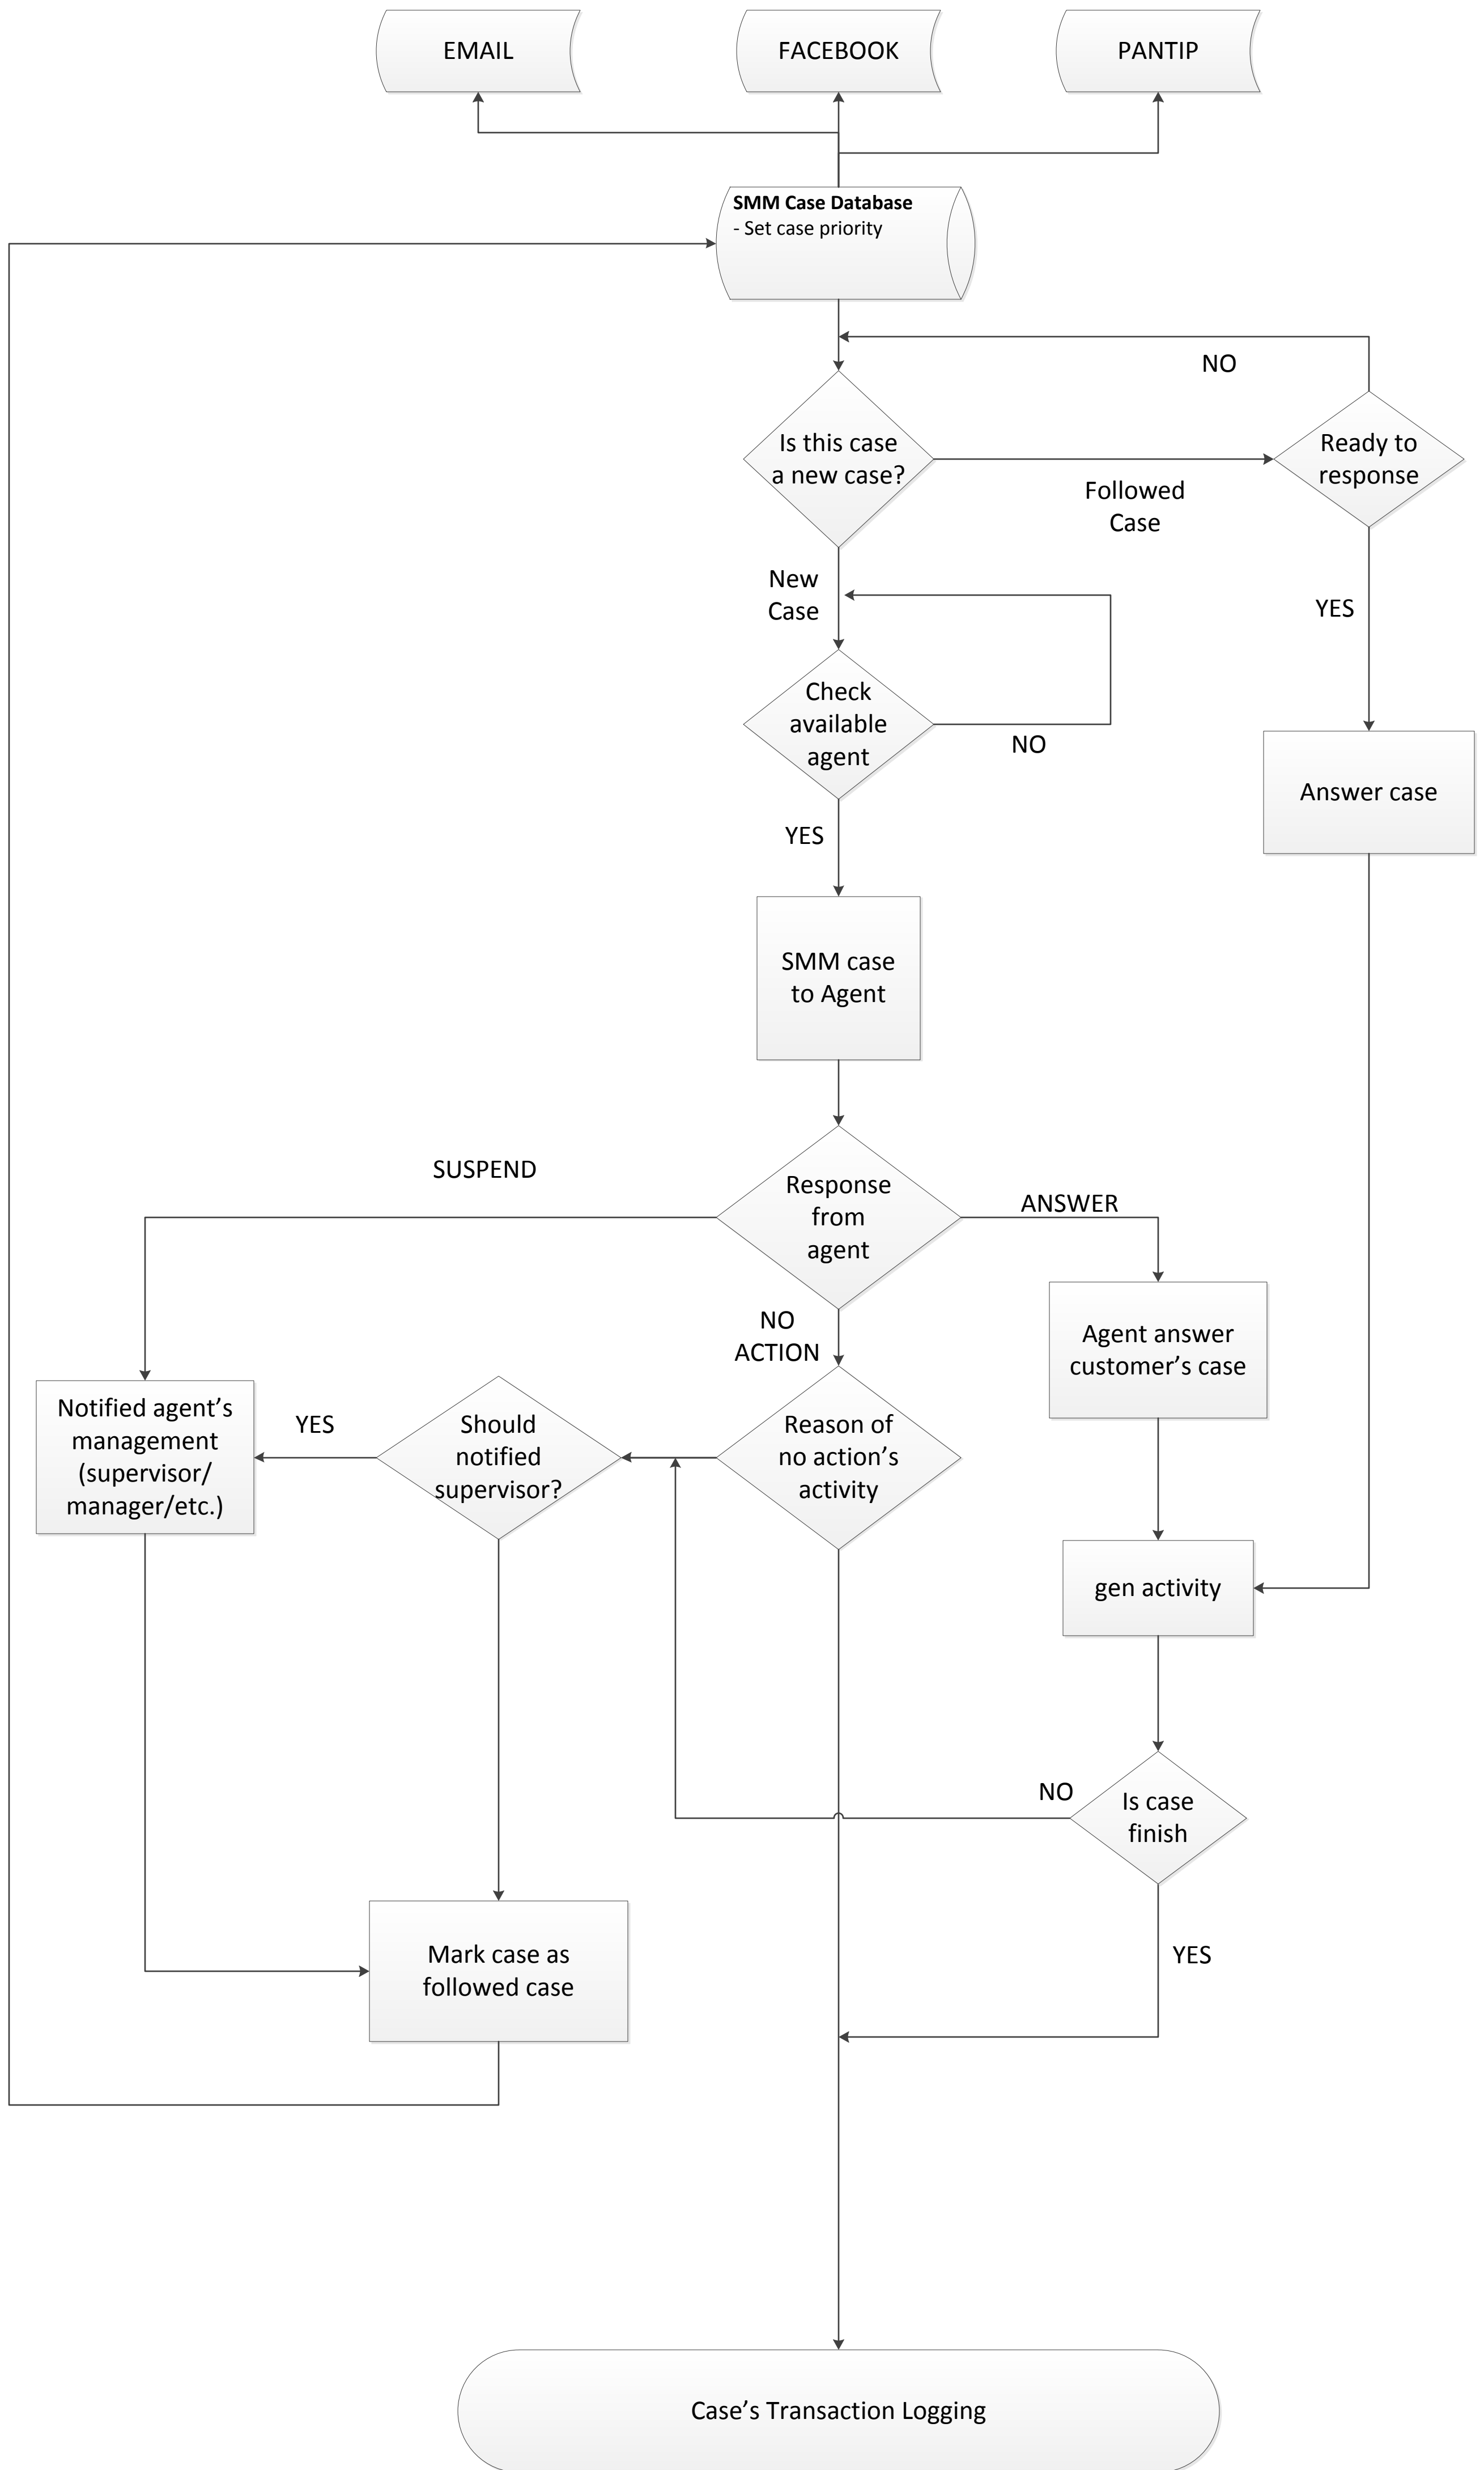 EMAIL
FACEBOOK
PANTIP
SMM Case Database
- Set case priority
NO
Is this case
a new case?
Ready to
response
Followed
Case
New
Case
YES
Check
available
agent
NO
Answer case
YES
SMM case
to Agent
SUSPEND
Response
from
agent
ANSWER
NO
ACTION
Agent answer
customer's case
Notified agent's
management
(supervisor/
manager/etc.)
YES
Should
notified
supervisor?
Reason of
no action's
activity
gen activity
NO
Is case
finish
YES
Mark case as
followed case
Case's Transaction Logging